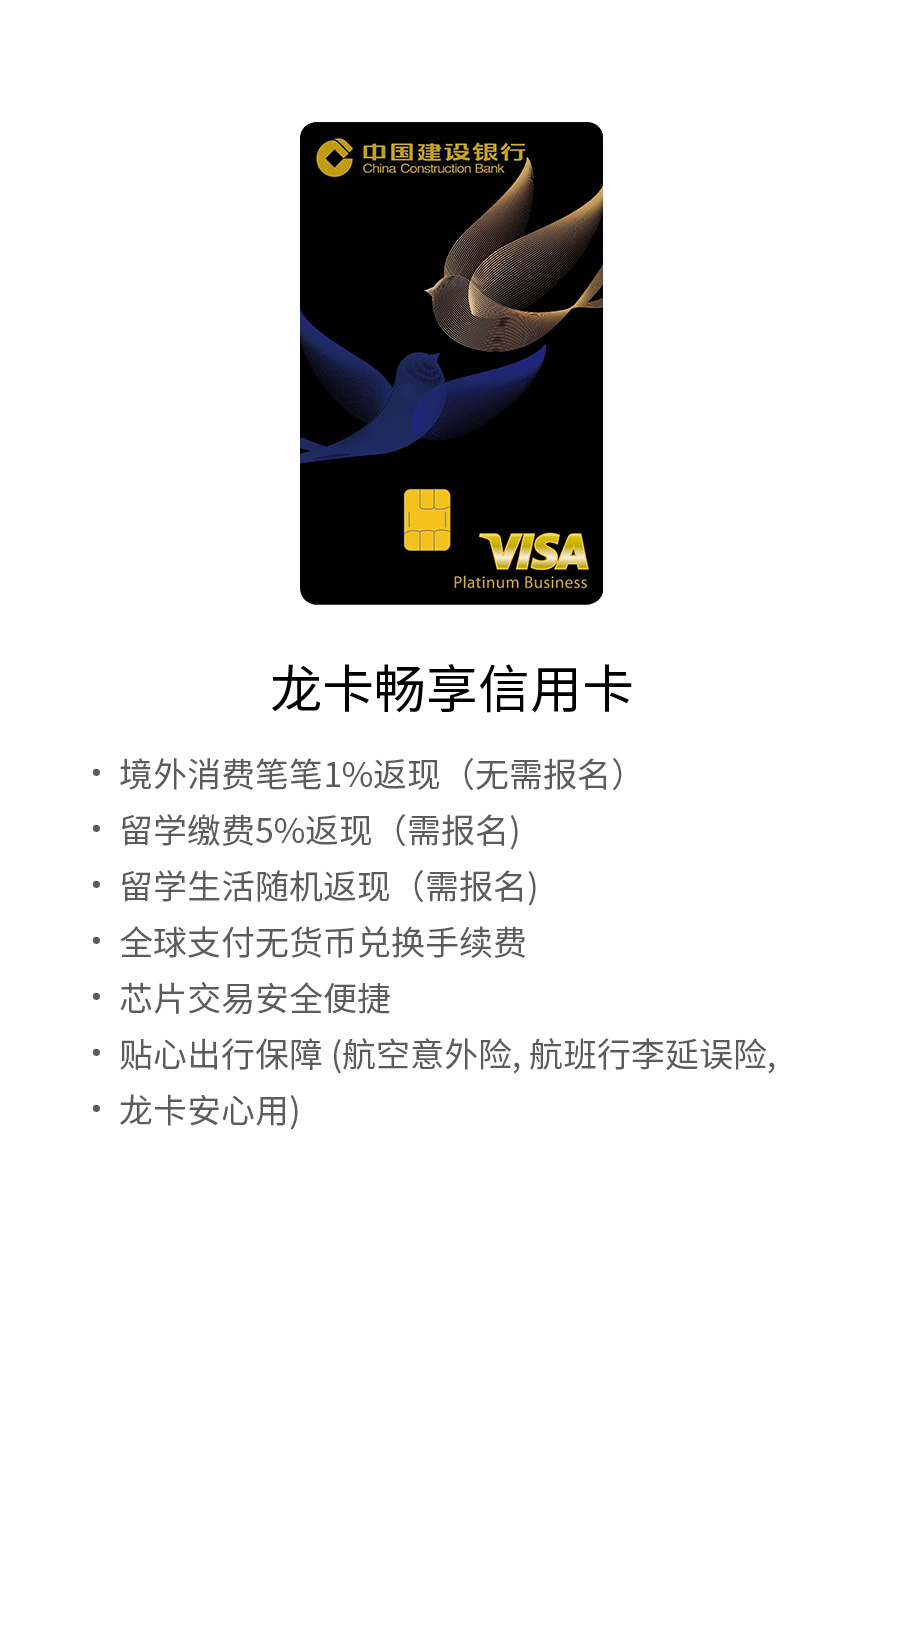 中国建设银行
China Construction Bank
VISA
Platinum Business
龙卡畅享信用卡
· 境外消费笔笔1%返现（无需报名）
· 留学缴费5%返现（需报名)
· 留学生活随机返现（需报名)
· 全球支付无货币兑换手续费
· 芯片交易安全便捷
· 贴心出行保障 (航空意外险, 航班行李延误险,
· 龙卡安心用)